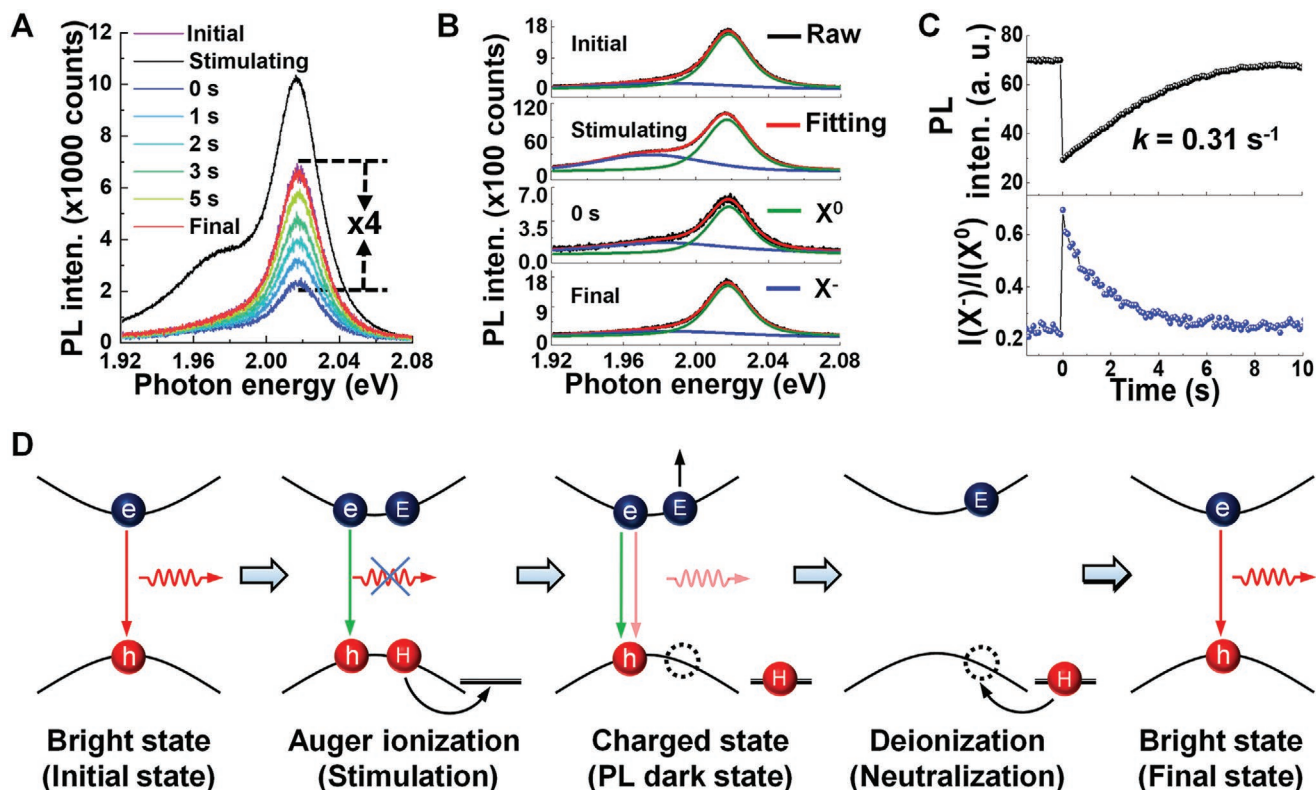 A
Initial
Stimulating
0 s
1 s
2 s
3 s
5 s
Final
x4
12
10
8
6
4
2
0
PL inten. (x1000 counts)
1.92 1.96 2.00 2.04 2.08
Photon energy (eV)
B
Initial
Raw
18
9
0
Stimulating
Fitting
120
60
0
0 s
X⁰
7.0
3.5
0.0
Final
X⁻
18
9
0
PL inten. (x100 counts)
1.92 1.96 2.00 2.04 2.08
Photon energy (eV)
C
80
60
40
20
PL
inten. (a. u.)
k = 0.31 s⁻¹
0.6
0.4
0.2
I(X⁻)/I(X⁰)
0 2 4 6 8 10
Time (s)
D
e e E e E E e
h h H h H H h
Bright state
(Initial state)
Auger ionization
(Stimulation)
Charged state
(PL dark state)
Deionization
(Neutralization)
Bright state
(Final state)